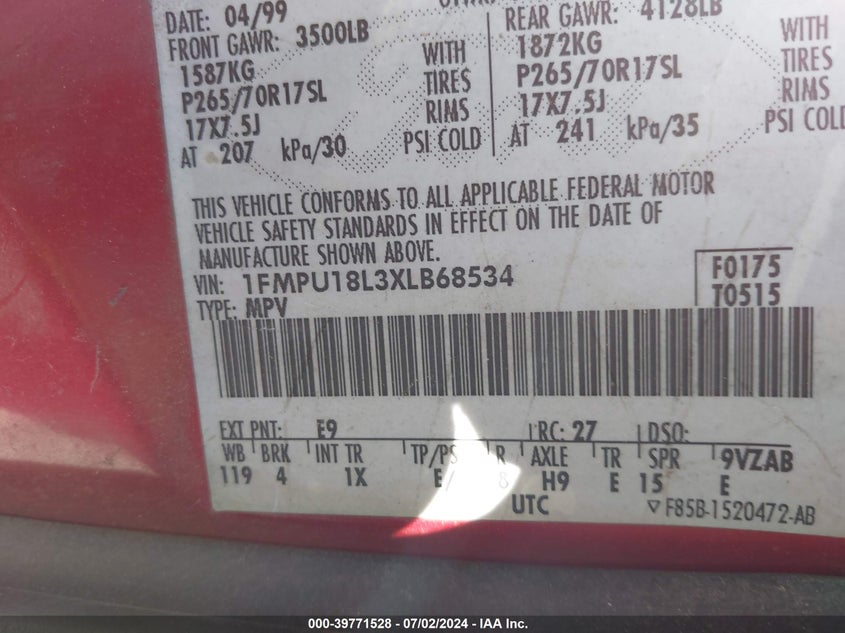 DATE: 04/99
FRONT GAWR: 3500LB
1587KG WITH
P265/70R17SL TIRES
17X7.5J RIMS
AT 207 kPa/30 PSI COLD
REAR GAWR: 4128LB
1872KG WITH
P265/70R17SL TIRES
17X7.5J RIMS
AT 241 kPa/35 PSI COLD
THIS VEHICLE CONFORMS TO ALL APPLICABLE FEDERAL MOTOR
VEHICLE SAFETY STANDARDS IN EFFECT ON THE DATE OF
MANUFACTURE SHOWN ABOVE.
VIN: 1FMPU18L3XLB68534 F0175
TYPE: MPV T0515
EXT PNT: E9 RC: 27 DSO:
WB BRK INT TR TP/PS R AXLE TR SPR 9VZAB
119 4 1X E/ 8 H9 E 15 E
UTC ▽ F85B-1520472-AB
000-39771528 - 07/02/2024 - IAA Inc.